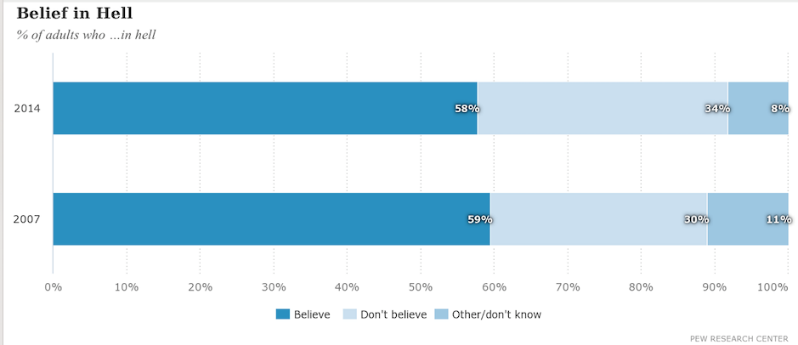 Belief in Hell
% of adults who ...in hell
2014 58% 34% 8%
2007 59% 30% 11%
0% 10% 20% 30% 40% 50% 60% 70% 80% 90% 100%
Believe Don't believe Other/don't know
PEW RESEARCH CENTER